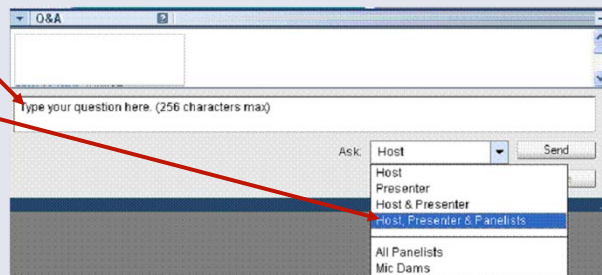 Q&A
Type your question here. (256 characters max)
Ask: Host Send
Host
Presenter
Host & Presenter
Host, Presenter & Panelists
All Panelists
Mic Dams